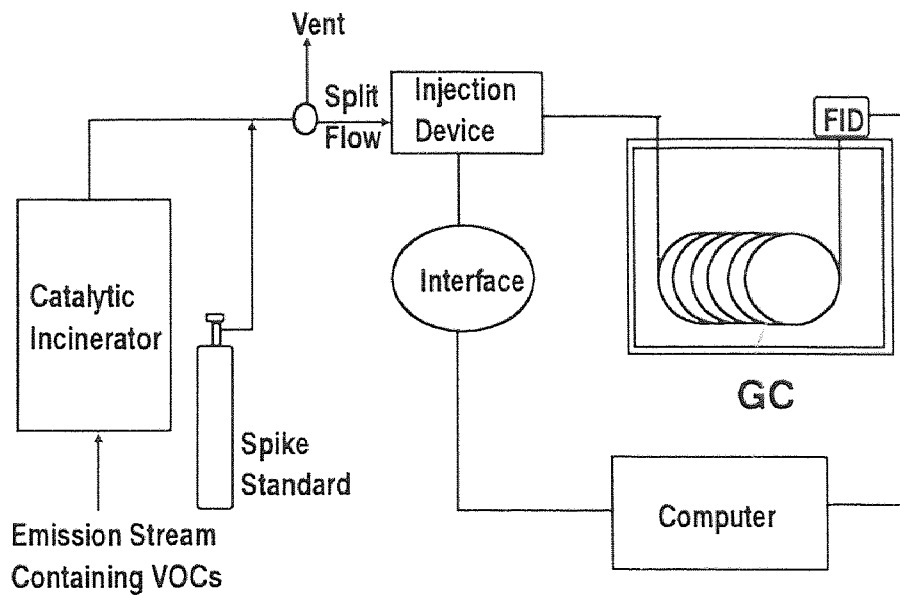 Vent
Split
Flow
Injection
Device
FID
Catalytic
Incinerator
Interface
GC
Spike
Standard
Computer
Emission Stream
Containing VOCs